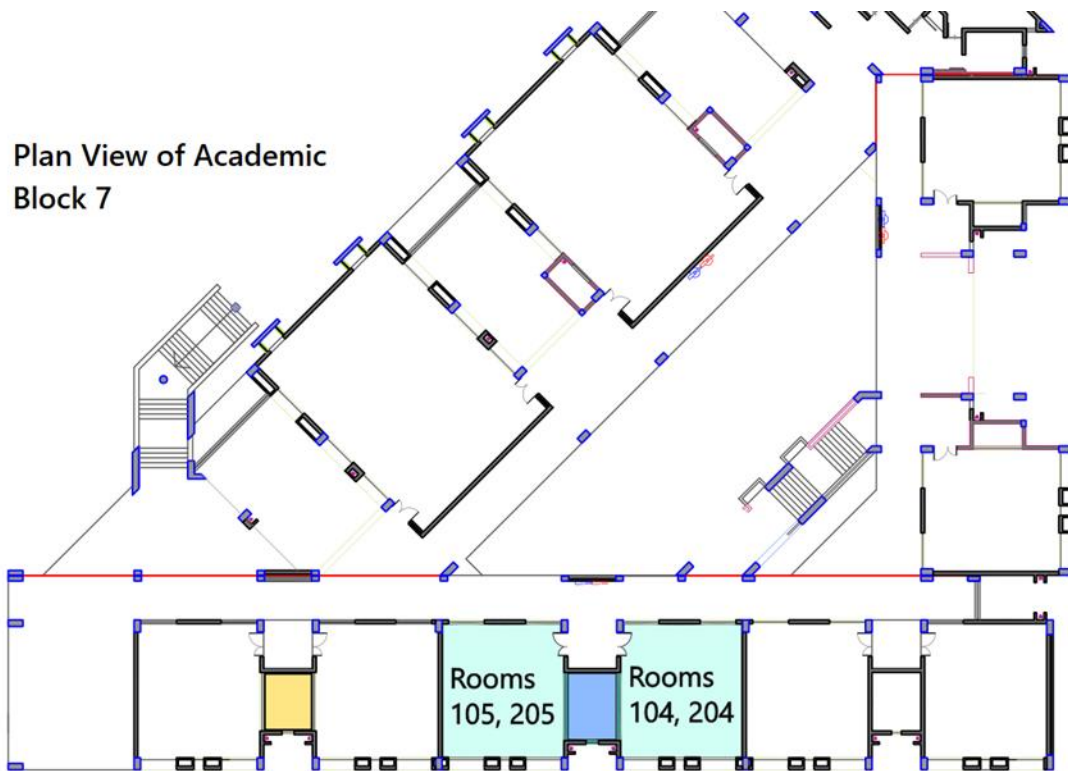 Plan View of Academic
Block 7
Rooms
105, 205
Rooms
104, 204